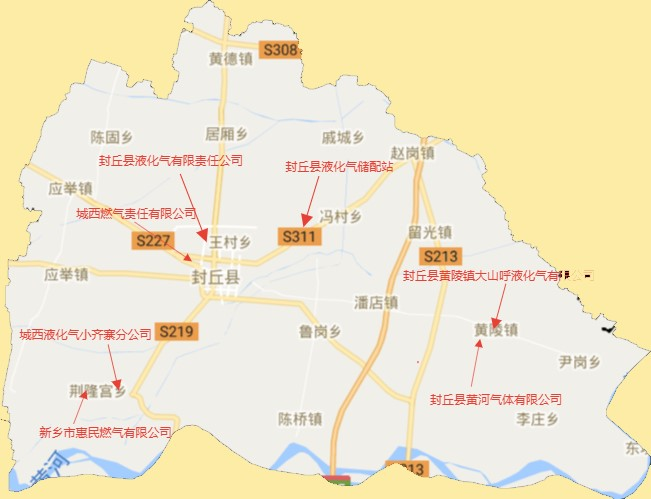 S308
黄德镇
陈固乡
居厢乡
戚城乡
赵岗镇
封丘县液化气有限责任公司
封丘县液化气储配站
应举镇
城西燃气责任有限公司
冯村乡
S227
王村乡
S311
留光镇
S213
应举镇
封丘县
封丘县黄陵镇大山呼液化气有
潘店镇
S219
鲁岗乡
黄陵镇
城西液化气小齐寨分公司
尹岗乡
荆隆宫乡
封丘县黄河气体有限公司
陈桥镇
李庄乡
新乡市惠民燃气有限公司
东
黄河
13